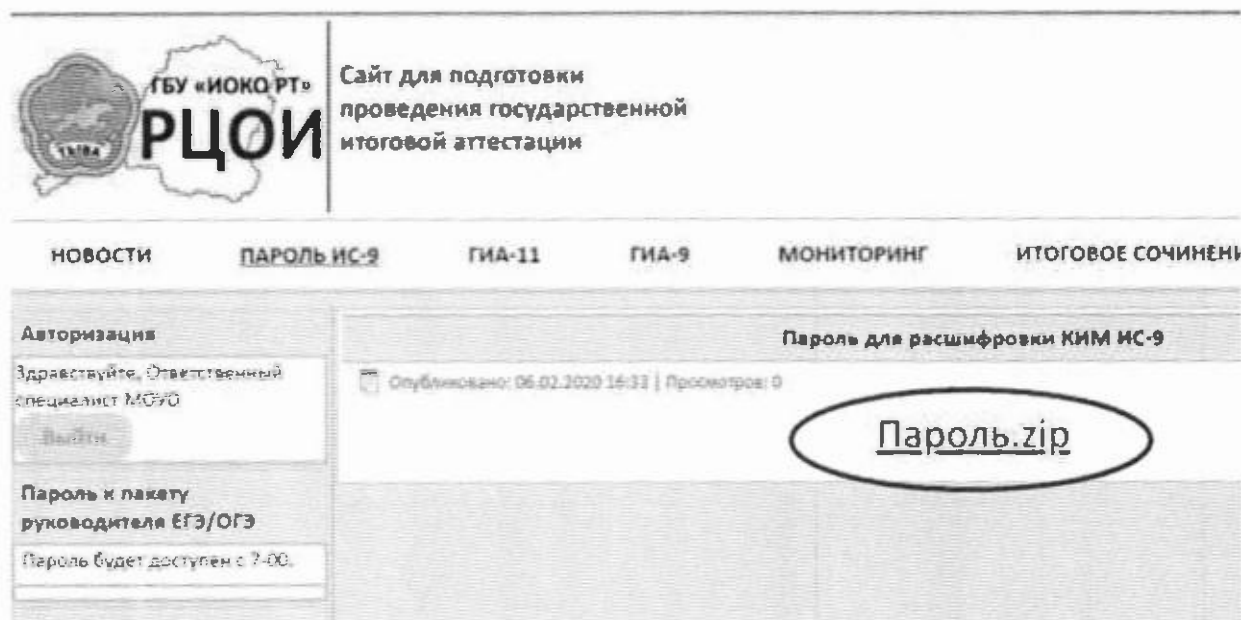 ГБУ «ИОКО РТ»
РЦОИ
ТЫВА
Сайт для подготовки
проведения государственной
итоговой аттестации
НОВОСТИ
ПАРОЛЬ ИС-9
ГИА-11
ГИА-9
МОНИТОРИНГ
ИТОГОВОЕ СОЧИНЕНИ
Авторизация
Здравствуйте, Ответственный
специалист МОУО
Выйти
Пароль к пакету
руководителя ЕГЭ/ОГЭ
Пароль будет доступен с 7-00.
Пароль для расшифровки КИМ ИС-9
Опубликовано: 06.02.2020 16:33 | Просмотров: 0
Пароль.zip